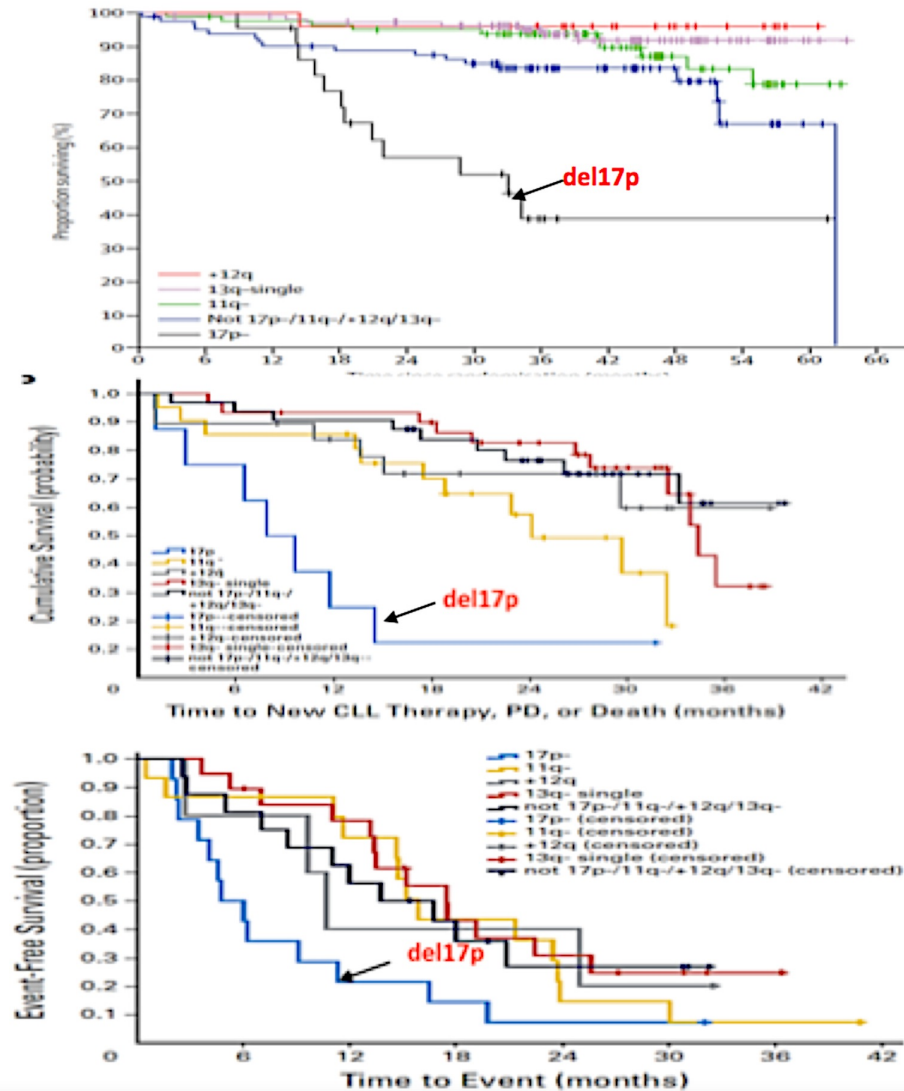 100
90
80
70
60
50
40
30
20
10
0
Proportion surviving (%)
del17p
+12q
13q-single
11q-
Not 17p-/11q-/+12q/13q-
17p-
0 6 12 18 24 30 36 42 48 54 60 66
Time since randomisation (months)
1.0
0.9
0.8
0.7
0.6
0.5
0.4
0.3
0.2
0
Cumulative Survival (probability)
17p
11q-
+12q
13q- single
not 17p-/11q-/
+12q/13q-
17p--censored
11q--censored
+12q-censored
13q- single-censored
not 17p-/11q-/+12q/13q--
censored
del17p
6 12 18 24 30 36 42
Time to New CLL Therapy, PD, or Death (months)
1.0
0.9
0.8
0.7
0.6
0.5
0.4
0.3
0.2
0.1
0
Event-Free Survival (proportion)
17p-
11q-
+12q
13q- single
not 17p-/11q-/+12q/13q-
17p- (censored)
11q- (censored)
+12q (censored)
13q- single (censored)
not 17p-/11q-/+12q/13q- (censored)
del17p
6 12 18 24 30 36 42
Time to Event (months)